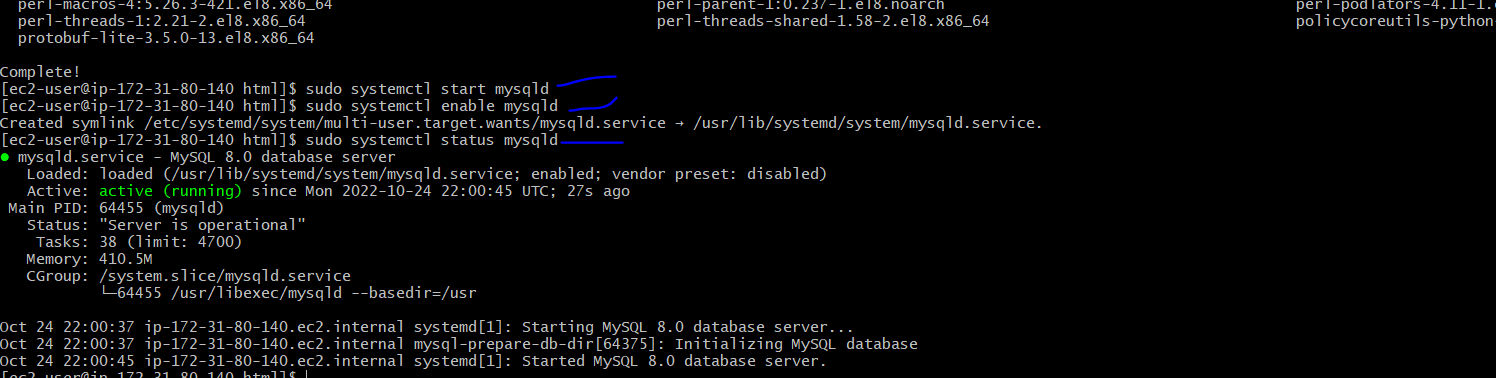 perl-macros-4:5.26.3-421.el8.x86_64 perl-parent-1:0.237-1.el8.noarch perl-podlators-4.11-1.
perl-threads-1:2.21-2.el8.x86_64 perl-threads-shared-1.58-2.el8.x86_64 policycoreutils-python-
protobuf-lite-3.5.0-13.el8.x86_64
Complete!
[ec2-user@ip-172-31-80-140 html]$ sudo systemctl start mysqld
[ec2-user@ip-172-31-80-140 html]$ sudo systemctl enable mysqld
Created symlink /etc/systemd/system/multi-user.target.wants/mysqld.service → /usr/lib/systemd/system/mysqld.service.
[ec2-user@ip-172-31-80-140 html]$ sudo systemctl status mysqld
● mysqld.service - MySQL 8.0 database server
Loaded: loaded (/usr/lib/systemd/system/mysqld.service; enabled; vendor preset: disabled)
Active: active (running) since Mon 2022-10-24 22:00:45 UTC; 27s ago
Main PID: 64455 (mysqld)
Status: "Server is operational"
Tasks: 38 (limit: 4700)
Memory: 410.5M
CGroup: /system.slice/mysqld.service
└─64455 /usr/libexec/mysqld --basedir=/usr
Oct 24 22:00:37 ip-172-31-80-140.ec2.internal systemd[1]: Starting MySQL 8.0 database server...
Oct 24 22:00:37 ip-172-31-80-140.ec2.internal mysql-prepare-db-dir[64375]: Initializing MySQL database
Oct 24 22:00:45 ip-172-31-80-140.ec2.internal systemd[1]: Started MySQL 8.0 database server.
[ec2-user@ip-172-31-80-140 html]$